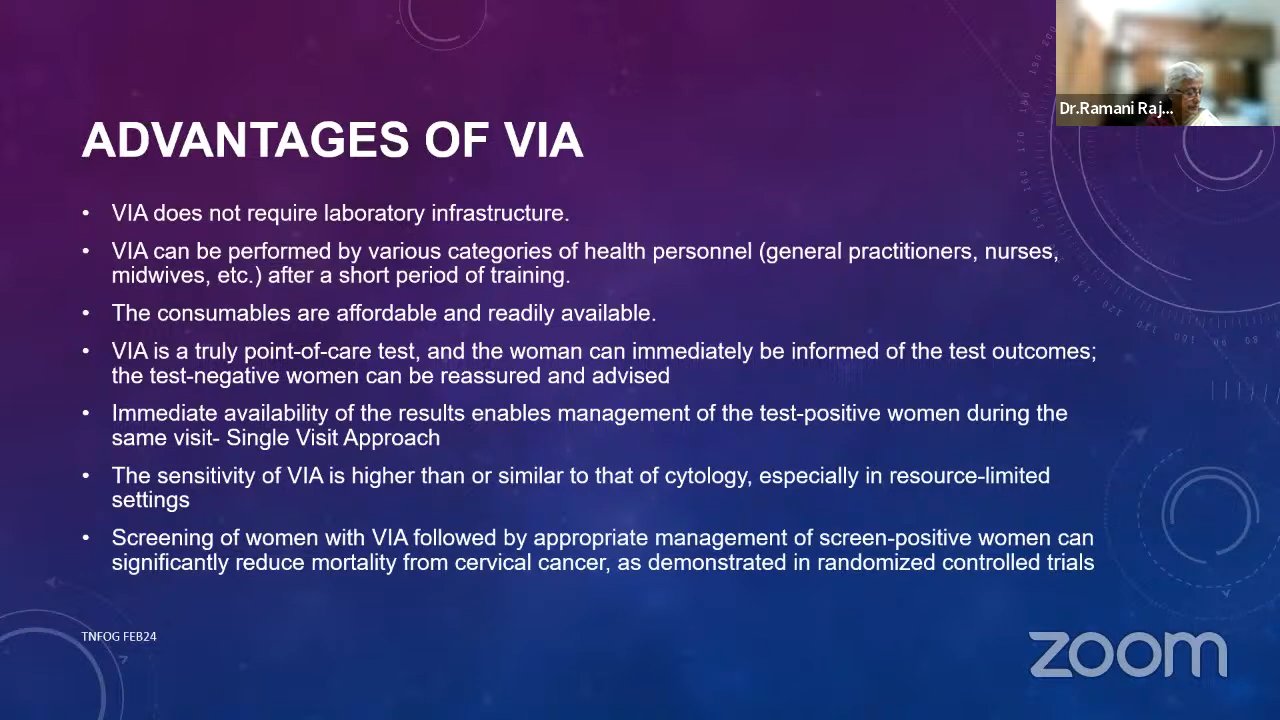 Dr.Ramani Raj...
ADVANTAGES OF VIA
• VIA does not require laboratory infrastructure.
• VIA can be performed by various categories of health personnel (general practitioners, nurses,
midwives, etc.) after a short period of training.
• The consumables are affordable and readily available.
• VIA is a truly point-of-care test, and the woman can immediately be informed of the test outcomes;
the test-negative women can be reassured and advised
• Immediate availability of the results enables management of the test-positive women during the
same visit- Single Visit Approach
• The sensitivity of VIA is higher than or similar to that of cytology, especially in resource-limited
settings
• Screening of women with VIA followed by appropriate management of screen-positive women can
significantly reduce mortality from cervical cancer, as demonstrated in randomized controlled trials
TNFOG FEB24
zoom